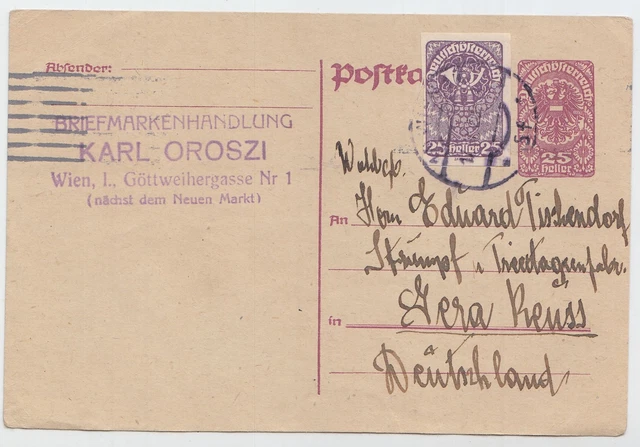 Absender:
BRIEFMARKENHANDLUNG
KARL OROSZI
Wien, I., Göttweihergasse Nr 1
(nächst dem Neuen Markt)
Postka
Deutschösterreich
25 heller 25
Deutschösterreich
25
heller
An Herrn Eduard Tischendorf
Strumpf u
in Gera Reuss
Deutschland